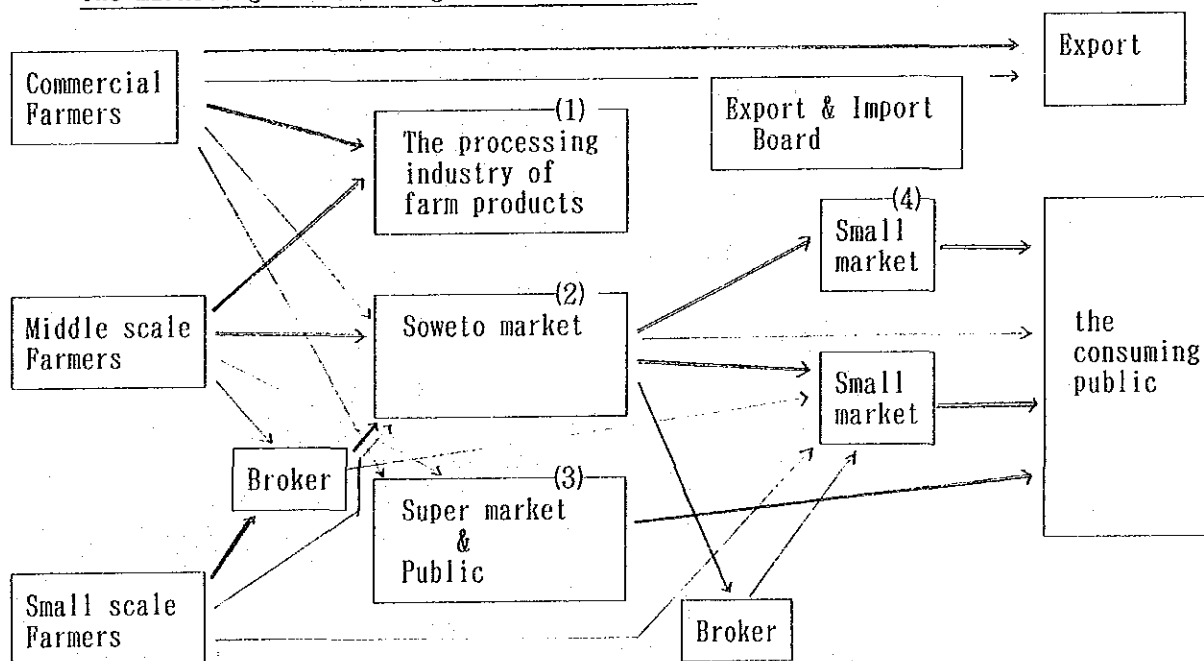 Export
Commercial
Farmers
(1)
The processing
industry of
farm products
Export & Import
Board
(4)
Small
market
(2)
Soweto market
Middle scale
Farmers
the
consuming
public
Small
market
Broker
(3)
Super market
&
Public
Small scale
Farmers
Broker